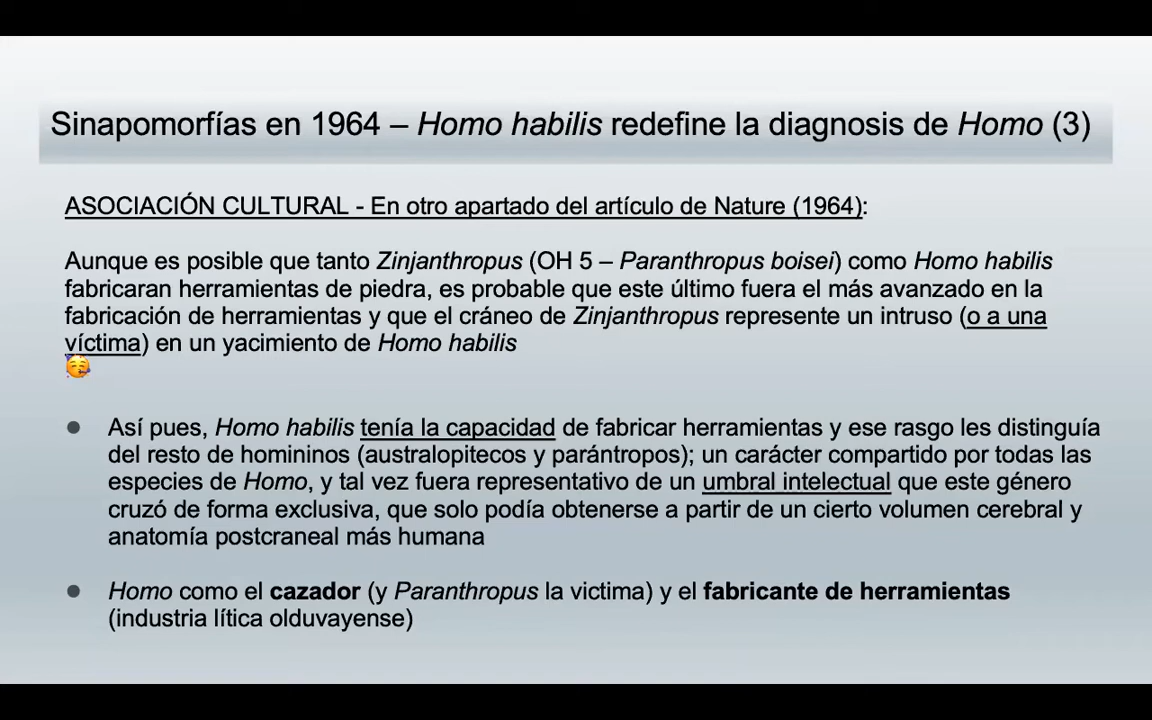 Sinapomorfías en 1964 – Homo habilis redefine la diagnosis de Homo (3)
ASOCIACIÓN CULTURAL - En otro apartado del artículo de Nature (1964):
Aunque es posible que tanto Zinjanthropus (OH 5 – Paranthropus boisei) como Homo habilis
fabricaran herramientas de piedra, es probable que este último fuera el más avanzado en la
fabricación de herramientas y que el cráneo de Zinjanthropus represente un intruso (o a una
víctima) en un yacimiento de Homo habilis
● Así pues, Homo habilis tenía la capacidad de fabricar herramientas y ese rasgo les distinguía
del resto de homininos (australopitecos y parántropos); un carácter compartido por todas las
especies de Homo, y tal vez fuera representativo de un umbral intelectual que este género
cruzó de forma exclusiva, que solo podía obtenerse a partir de un cierto volumen cerebral y
anatomía postcraneal más humana
● Homo como el cazador (y Paranthropus la victima) y el fabricante de herramientas
(industria lítica olduvayense)